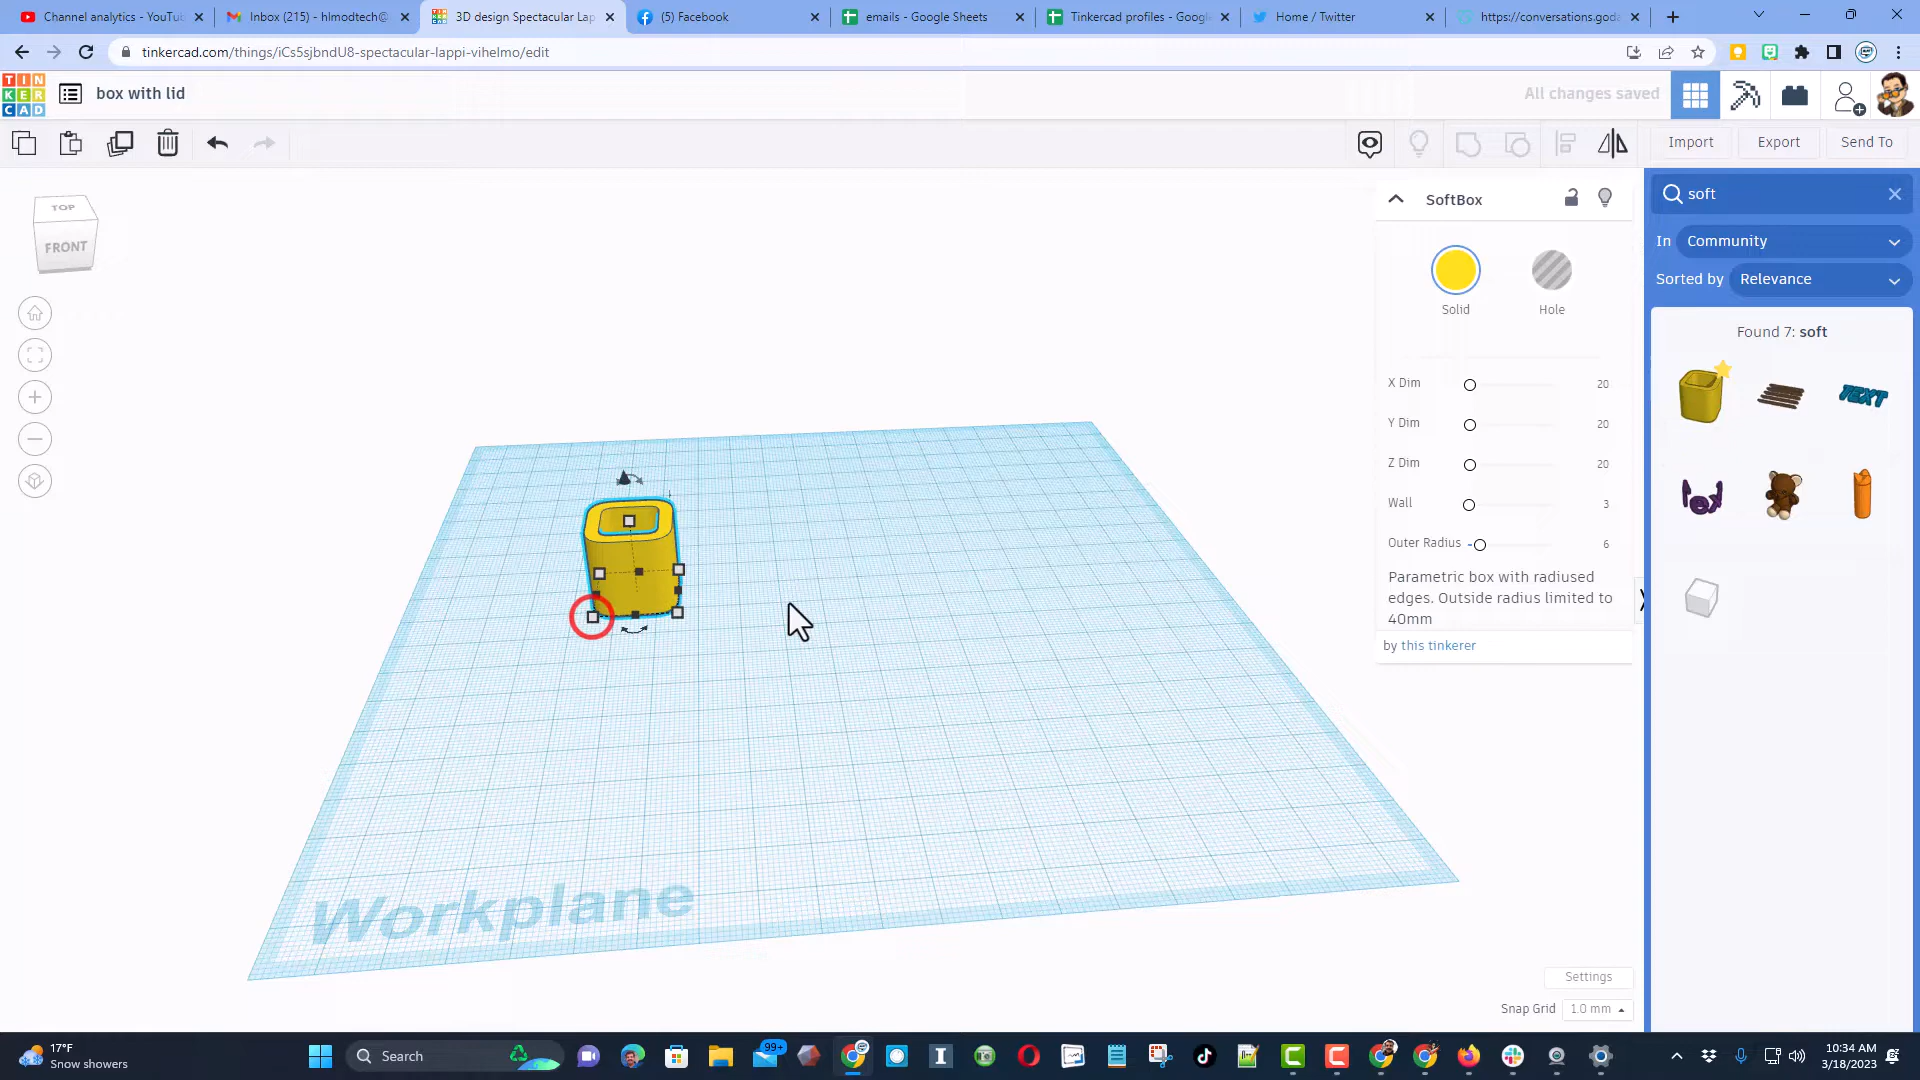 Channel analytics - YouTu
Inbox (215) - hlmodtech@
3D design Spectacular Lap
(5) Facebook
emails - Google Sheets
Tinkercad profiles - Googl
Home / Twitter
https://conversations.goda
tinkercad.com/things/iCs5sjbndU8-spectacular-lappi-vihelmo/edit
TIN
KER
CAD
box with lid
All changes saved
Import
Export
Send To
TOP
FRONT
SoftBox
Solid
Hole
X Dim
20
Y Dim
20
Z Dim
20
Wall
3
Outer Radius
6
Parametric box with radiused
edges. Outside radius limited to
40mm
by this tinkerer
soft
In Community
Sorted by Relevance
Found 7: soft
TEXT
Workplane
Settings
Snap Grid 1.0 mm
17°F
Snow showers
Search
99+
10:34 AM
3/18/2023